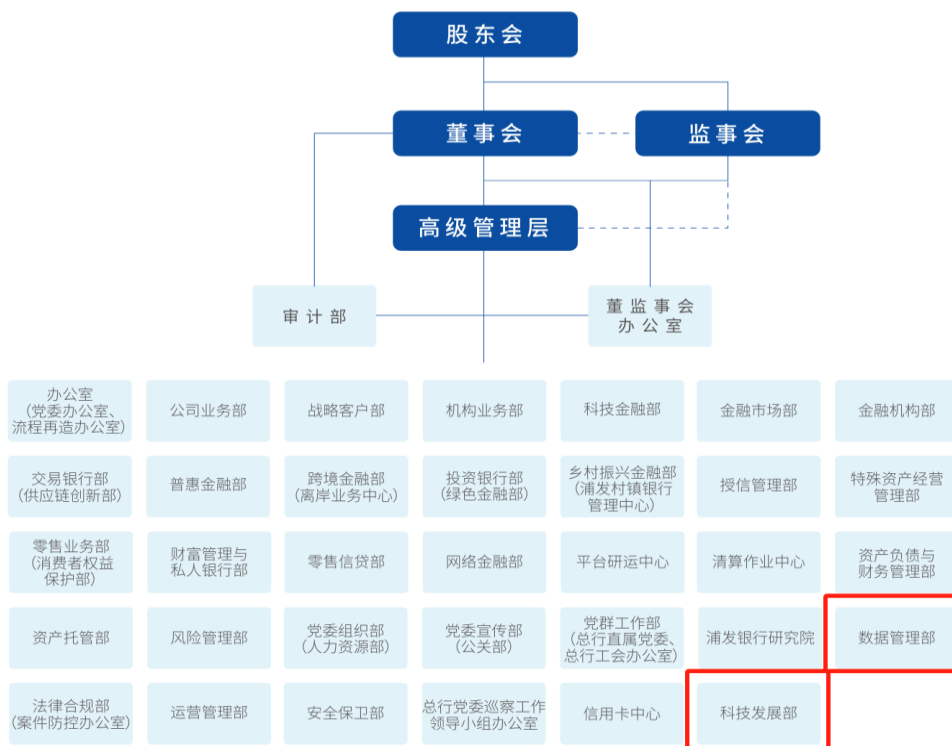 股东会
董事会
监事会
高级管理层
审计部
董监事会
办公室
办公室
(党委办公室、
流程再造办公室)
公司业务部
战略客户部
机构业务部
科技金融部
金融市场部
金融机构部
交易银行部
(供应链创新部)
普惠金融部
跨境金融部
(离岸业务中心)
投资银行部
(绿色金融部)
乡村振兴金融部
(浦发村镇银行
管理中心)
授信管理部
特殊资产经营
管理部
零售业务部
(消费者权益
保护部)
财富管理与
私人银行部
零售信贷部
网络金融部
平台研运中心
清算作业中心
资产负债与
财务管理部
资产托管部
风险管理部
党委组织部
(人力资源部)
党委宣传部
(公关部)
党群工作部
(总行直属党委、
总行工会办公室)
浦发银行研究院
数据管理部
法律合规部
(案件防控办公室)
运营管理部
安全保卫部
总行党委巡察工作
领导小组办公室
信用卡中心
科技发展部